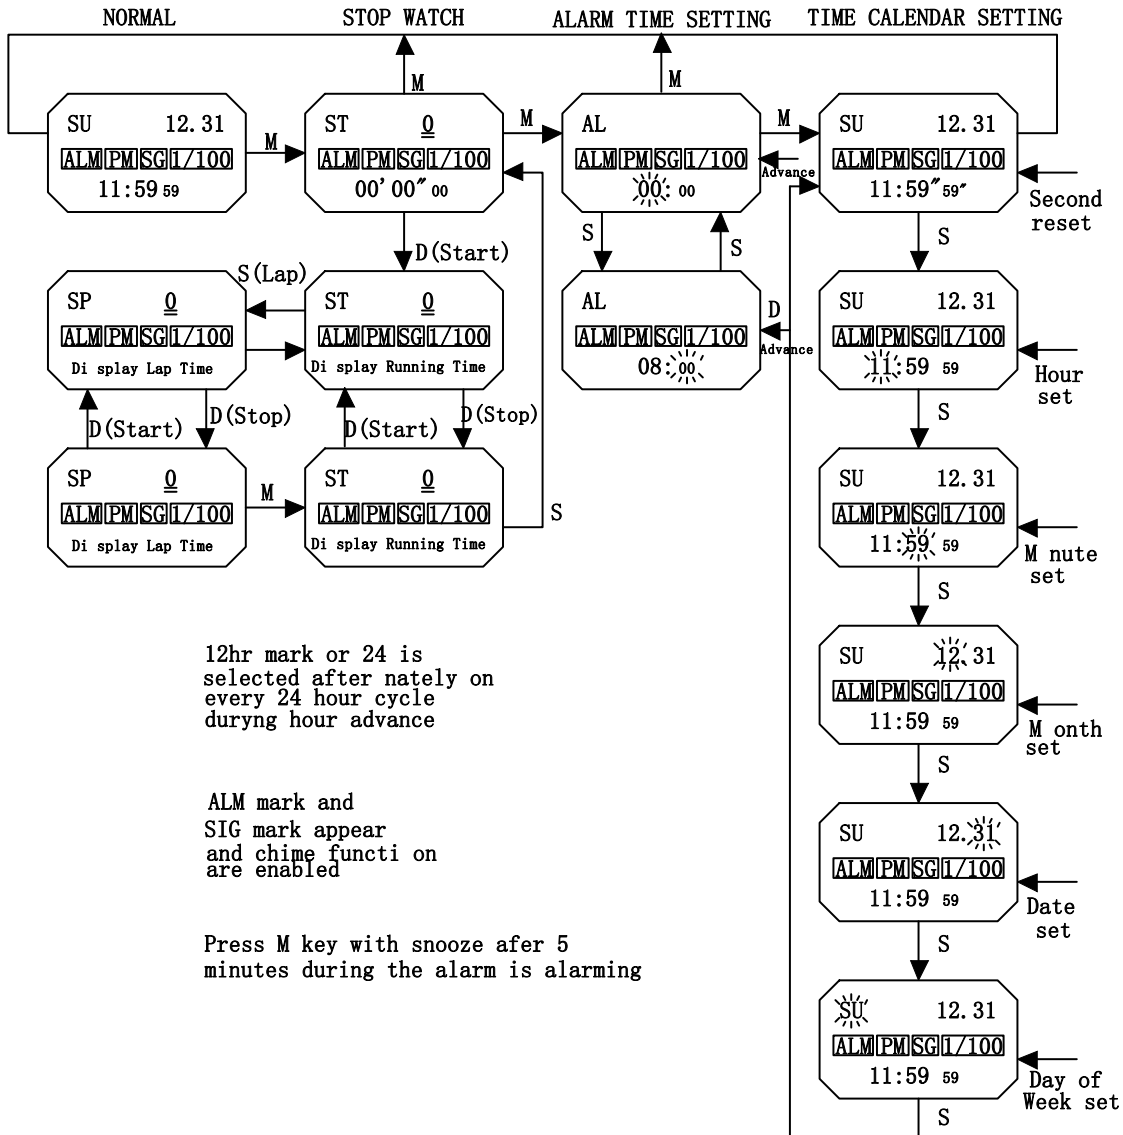 NORMAL
STOP WATCH
ALARM TIME SETTING
TIME CALENDAR SETTING
M
M
SU 12.31
ALM PM SG 1/100
11:59 59
M
ST 0
ALM PM SG 1/100
00'00" 00
M
AL
ALM PM SG 1/100
00: 00
M
Advance
SU 12.31
ALM PM SG 1/100
11:59" 59"
Second
reset
D(Start)
S
S
S
SP 0
ALM PM SG 1/100
Di splay Lap Time
S(Lap)
ST 0
ALM PM SG 1/100
Di splay Running Time
AL
ALM PM SG 1/100
08: 00
D
Advance
SU 12.31
ALM PM SG 1/100
11:59 59
Hour
set
D(Start)
D(Stop)
D(Start)
D(Stop)
S
SP 0
ALM PM SG 1/100
Di splay Lap Time
M
ST 0
ALM PM SG 1/100
Di splay Running Time
S
SU 12.31
ALM PM SG 1/100
11:59 59
M nute
set
S
SU 12.31
ALM PM SG 1/100
11:59 59
M onth
set
S
SU 12.31
ALM PM SG 1/100
11:59 59
Date
set
S
SU 12.31
ALM PM SG 1/100
11:59 59
Day of
Week set
S
12hr mark or 24 is
selected after nately on
every 24 hour cycle
duryng hour advance
ALM mark and
SIG mark appear
and chime functi on
are enabled
Press M key with snooze afer 5
minutes during the alarm is alarming